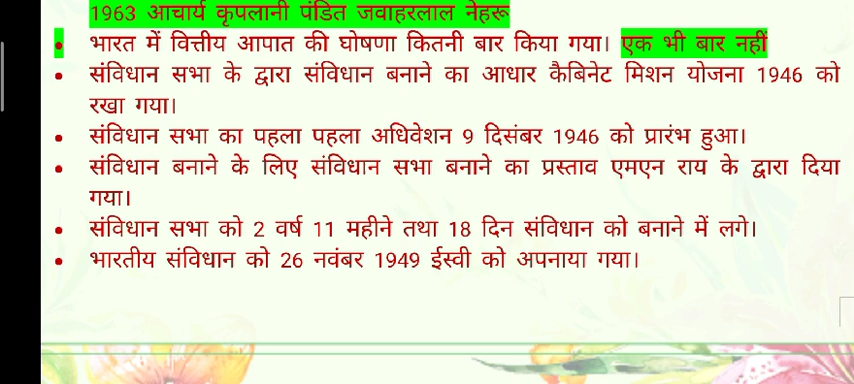 1963 आचार्य कृपलानी पंडित जवाहरलाल नेहरू
• भारत में वित्तीय आपात की घोषणा कितनी बार किया गया। एक भी बार नहीं
• संविधान सभा के द्वारा संविधान बनाने का आधार कैबिनेट मिशन योजना 1946 को
रखा गया।
• संविधान सभा का पहला पहला अधिवेशन 9 दिसंबर 1946 को प्रारंभ हुआ।
• संविधान बनाने के लिए संविधान सभा बनाने का प्रस्ताव एमएन राय के द्वारा दिया
गया।
• संविधान सभा को 2 वर्ष 11 महीने तथा 18 दिन संविधान को बनाने में लगे।
• भारतीय संविधान को 26 नवंबर 1949 ईस्वी को अपनाया गया।